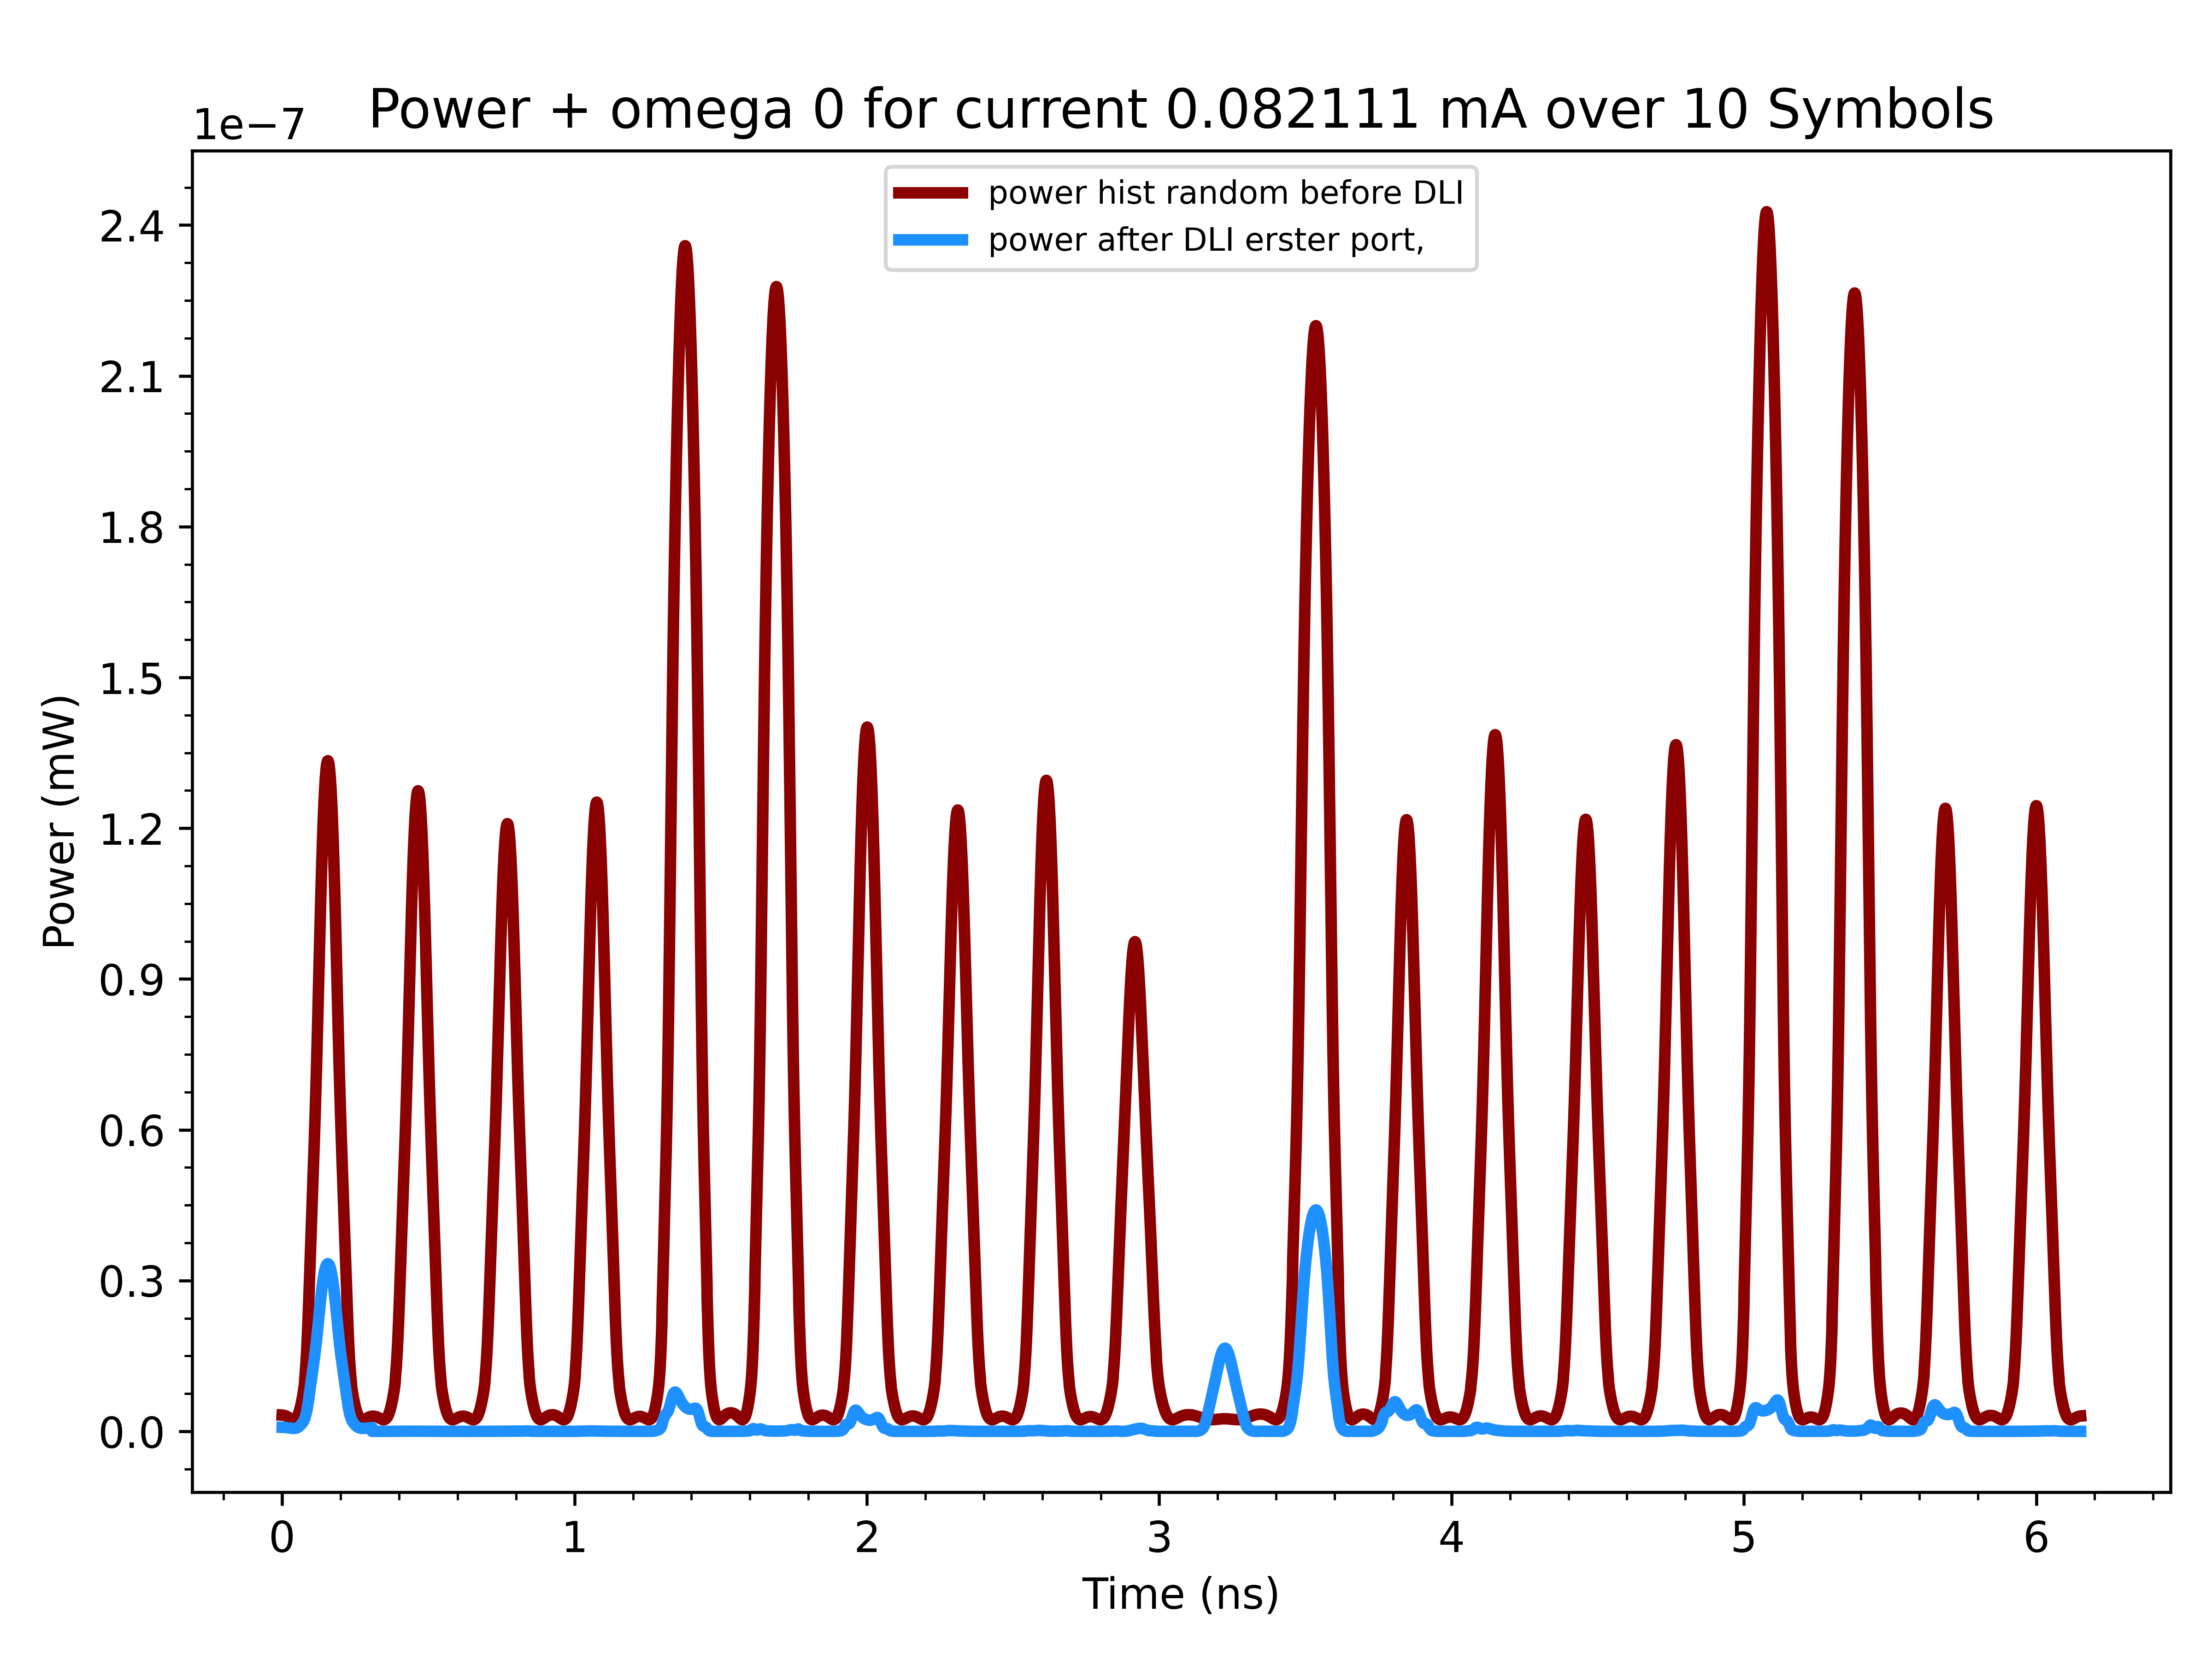 Power + omega 0 for current 0.082111 mA over 10 Symbols
1e−7
power hist random before DLI
power after DLI erster port,
2.4
2.1
1.8
1.5
1.2
0.9
0.6
0.3
0.0
Power (mW)
0 1 2 3 4 5 6
Time (ns)